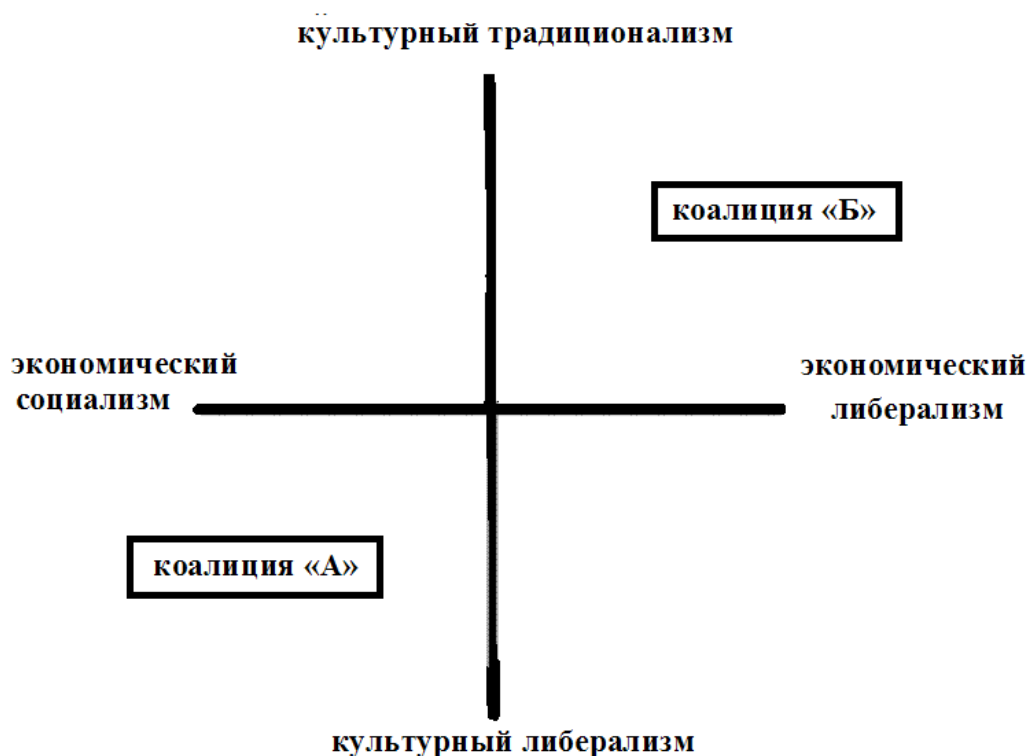 культурный традиционализм
коалиция «Б»
экономический
социализм
экономический
либерализм
коалиция «А»
культурный либерализм